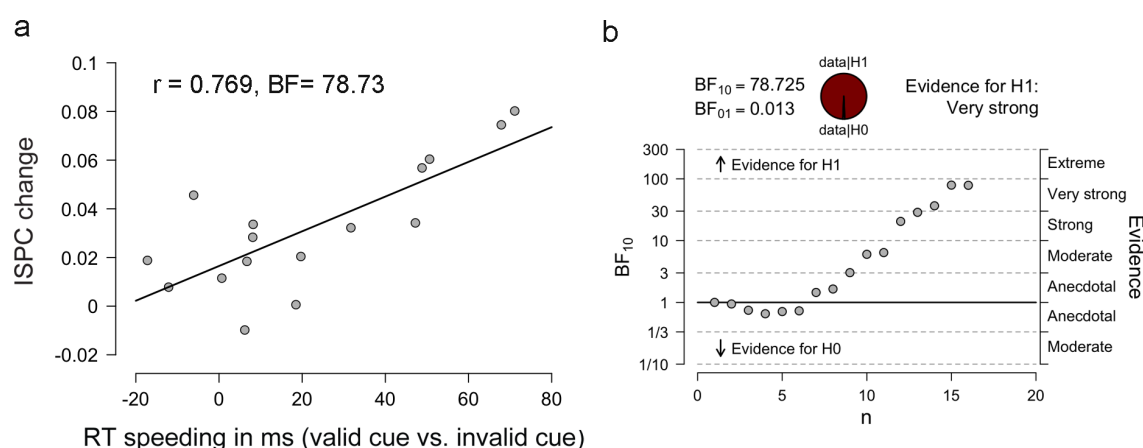 a
r = 0.769, BF= 78.73
ISPC change
0.1
0.08
0.06
0.04
0.02
0
-0.02
-20 0 20 40 60 80
RT speeding in ms (valid cue vs. invalid cue)
b
BF10 = 78.725
BF01 = 0.013
data|H1
data|H0
Evidence for H1:
Very strong
↑ Evidence for H1
↓ Evidence for H0
BF10
300
100
30
10
3
1
1/3
1/10
Extreme
Very strong
Strong
Moderate
Anecdotal
Anecdotal
Moderate
Evidence
0 5 10 15 20
n